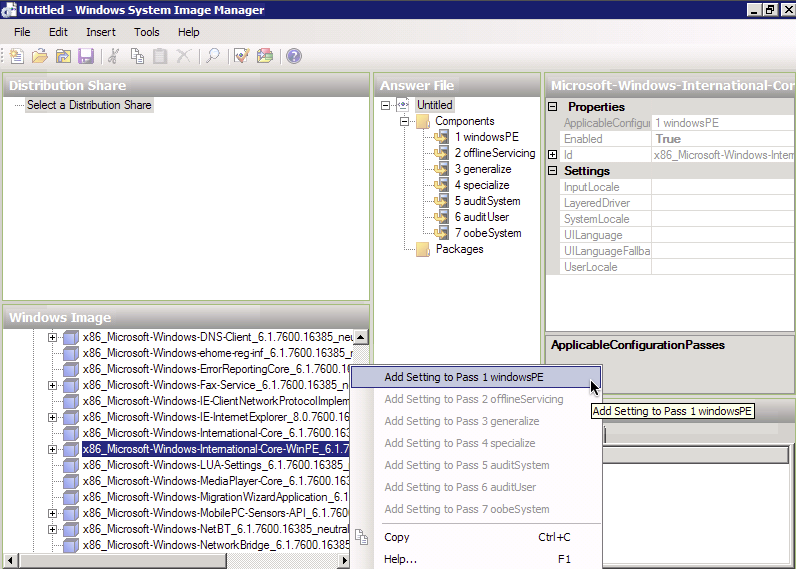 Untitled - Windows System Image Manager
File Edit Insert Tools Help
Distribution Share
Select a Distribution Share
Answer File
Untitled
Components
1 windowsPE
2 offlineServicing
3 generalize
4 specialize
5 auditSystem
6 auditUser
7 oobeSystem
Packages
Microsoft-Windows-International-Cor
Properties
ApplicableConfigu 1 windowsPE
Enabled True
Id x86_Microsoft-Windows-Intern
Settings
InputLocale
LayeredDriver
SystemLocale
UILanguage
UILanguageFallba
UserLocale
ApplicableConfigurationPasses
Windows Image
x86_Microsoft-Windows-DNS-Client_6.1.7600.16385_neu
x86_Microsoft-Windows-ehome-reg-inf_6.1.7600.16385_
x86_Microsoft-Windows-ErrorReportingCore_6.1.7600.1
x86_Microsoft-Windows-Fax-Service_6.1.7600.16385_n
x86_Microsoft-Windows-IE-ClientNetworkProtocolImplem
x86_Microsoft-Windows-IE-InternetExplorer_8.0.7600.16
x86_Microsoft-Windows-International-Core_6.1.7600.163
x86_Microsoft-Windows-International-Core-WinPE_6.1.7
x86_Microsoft-Windows-LUA-Settings_6.1.7600.16385_
x86_Microsoft-Windows-MediaPlayer-Core_6.1.7600.16
x86_Microsoft-Windows-MigrationWizardApplication_6.1
x86_Microsoft-Windows-MobilePC-Sensors-API_6.1.760
x86_Microsoft-Windows-NetBT_6.1.7600.16385_neutral
x86_Microsoft-Windows-NetworkBridge_6.1.7600.16385
Add Setting to Pass 1 windowsPE
Add Setting to Pass 2 offlineServicing
Add Setting to Pass 3 generalize
Add Setting to Pass 4 specialize
Add Setting to Pass 5 auditSystem
Add Setting to Pass 6 auditUser
Add Setting to Pass 7 oobeSystem
Copy Ctrl+C
Help... F1
Add Setting to Pass 1 windowsPE